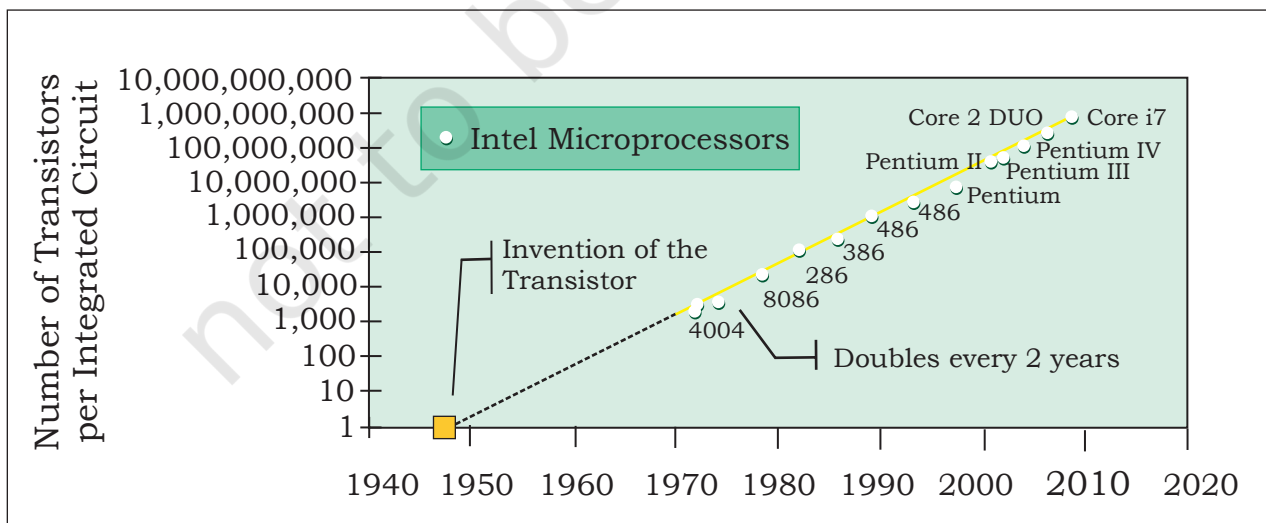 Number of Transistors
per Integrated Circuit
10,000,000,000
1,000,000,000
100,000,000
10,000,000
1,000,000
100,000
10,000
1,000
100
10
1
Intel Microprocessors
Invention of the
Transistor
4004
8086
286
386
486
486
Pentium
Pentium II
Pentium III
Pentium IV
Core 2 DUO
Core i7
Doubles every 2 years
1940
1950
1960
1970
1980
1990
2000
2010
2020
not to be